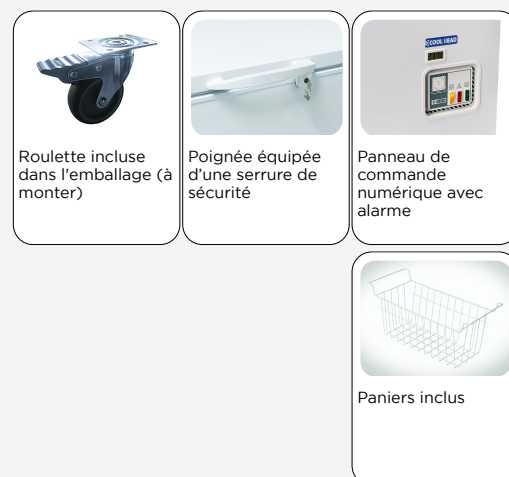 Roulette incluse
dans l'emballage (à
monter)
Poignée équipée
d'une serrure de
sécurité
COOL HEAD
Panneau de
commande
numérique avec
alarme
Paniers inclus